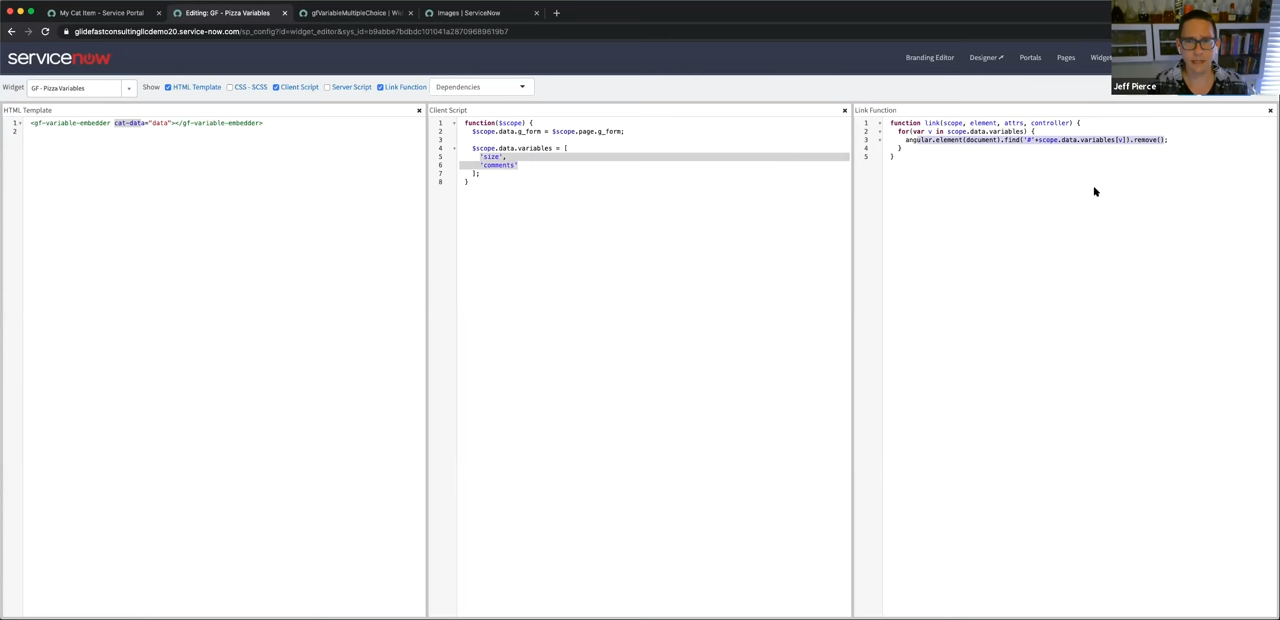 My Cat Item - Service Portal
Editing: GF - Pizza Variables
gfVariableMultipleChoice | Wi
Images | ServiceNow
glidefastconsultingllcdemo20.service-now.com/sp_config?id=widget_editor&sys_id=b9abbe7bdbdc101041a28709689619b7
servicenow
Branding Editor
Designer
Portals
Pages
Widget
Jeff Pierce
Widget
GF - Pizza Variables
Show
HTML Template
CSS - SCSS
Client Script
Server Script
Link Function
Dependencies
HTML Template
1 <gf-variable-embedder cat-data="data"></gf-variable-embedder>
2
Client Script
1 function($scope) {
2 $scope.data.g_form = $scope.page.g_form;
3
4 $scope.data.variables = [
5 'size',
6 'comments'
7 ];
8 }
Link Function
1 function link(scope, element, attrs, controller) {
2 for(var v in scope.data.variables) {
3 angular.element(document).find('#'+scope.data.variables[v]).remove();
4 }
5 }